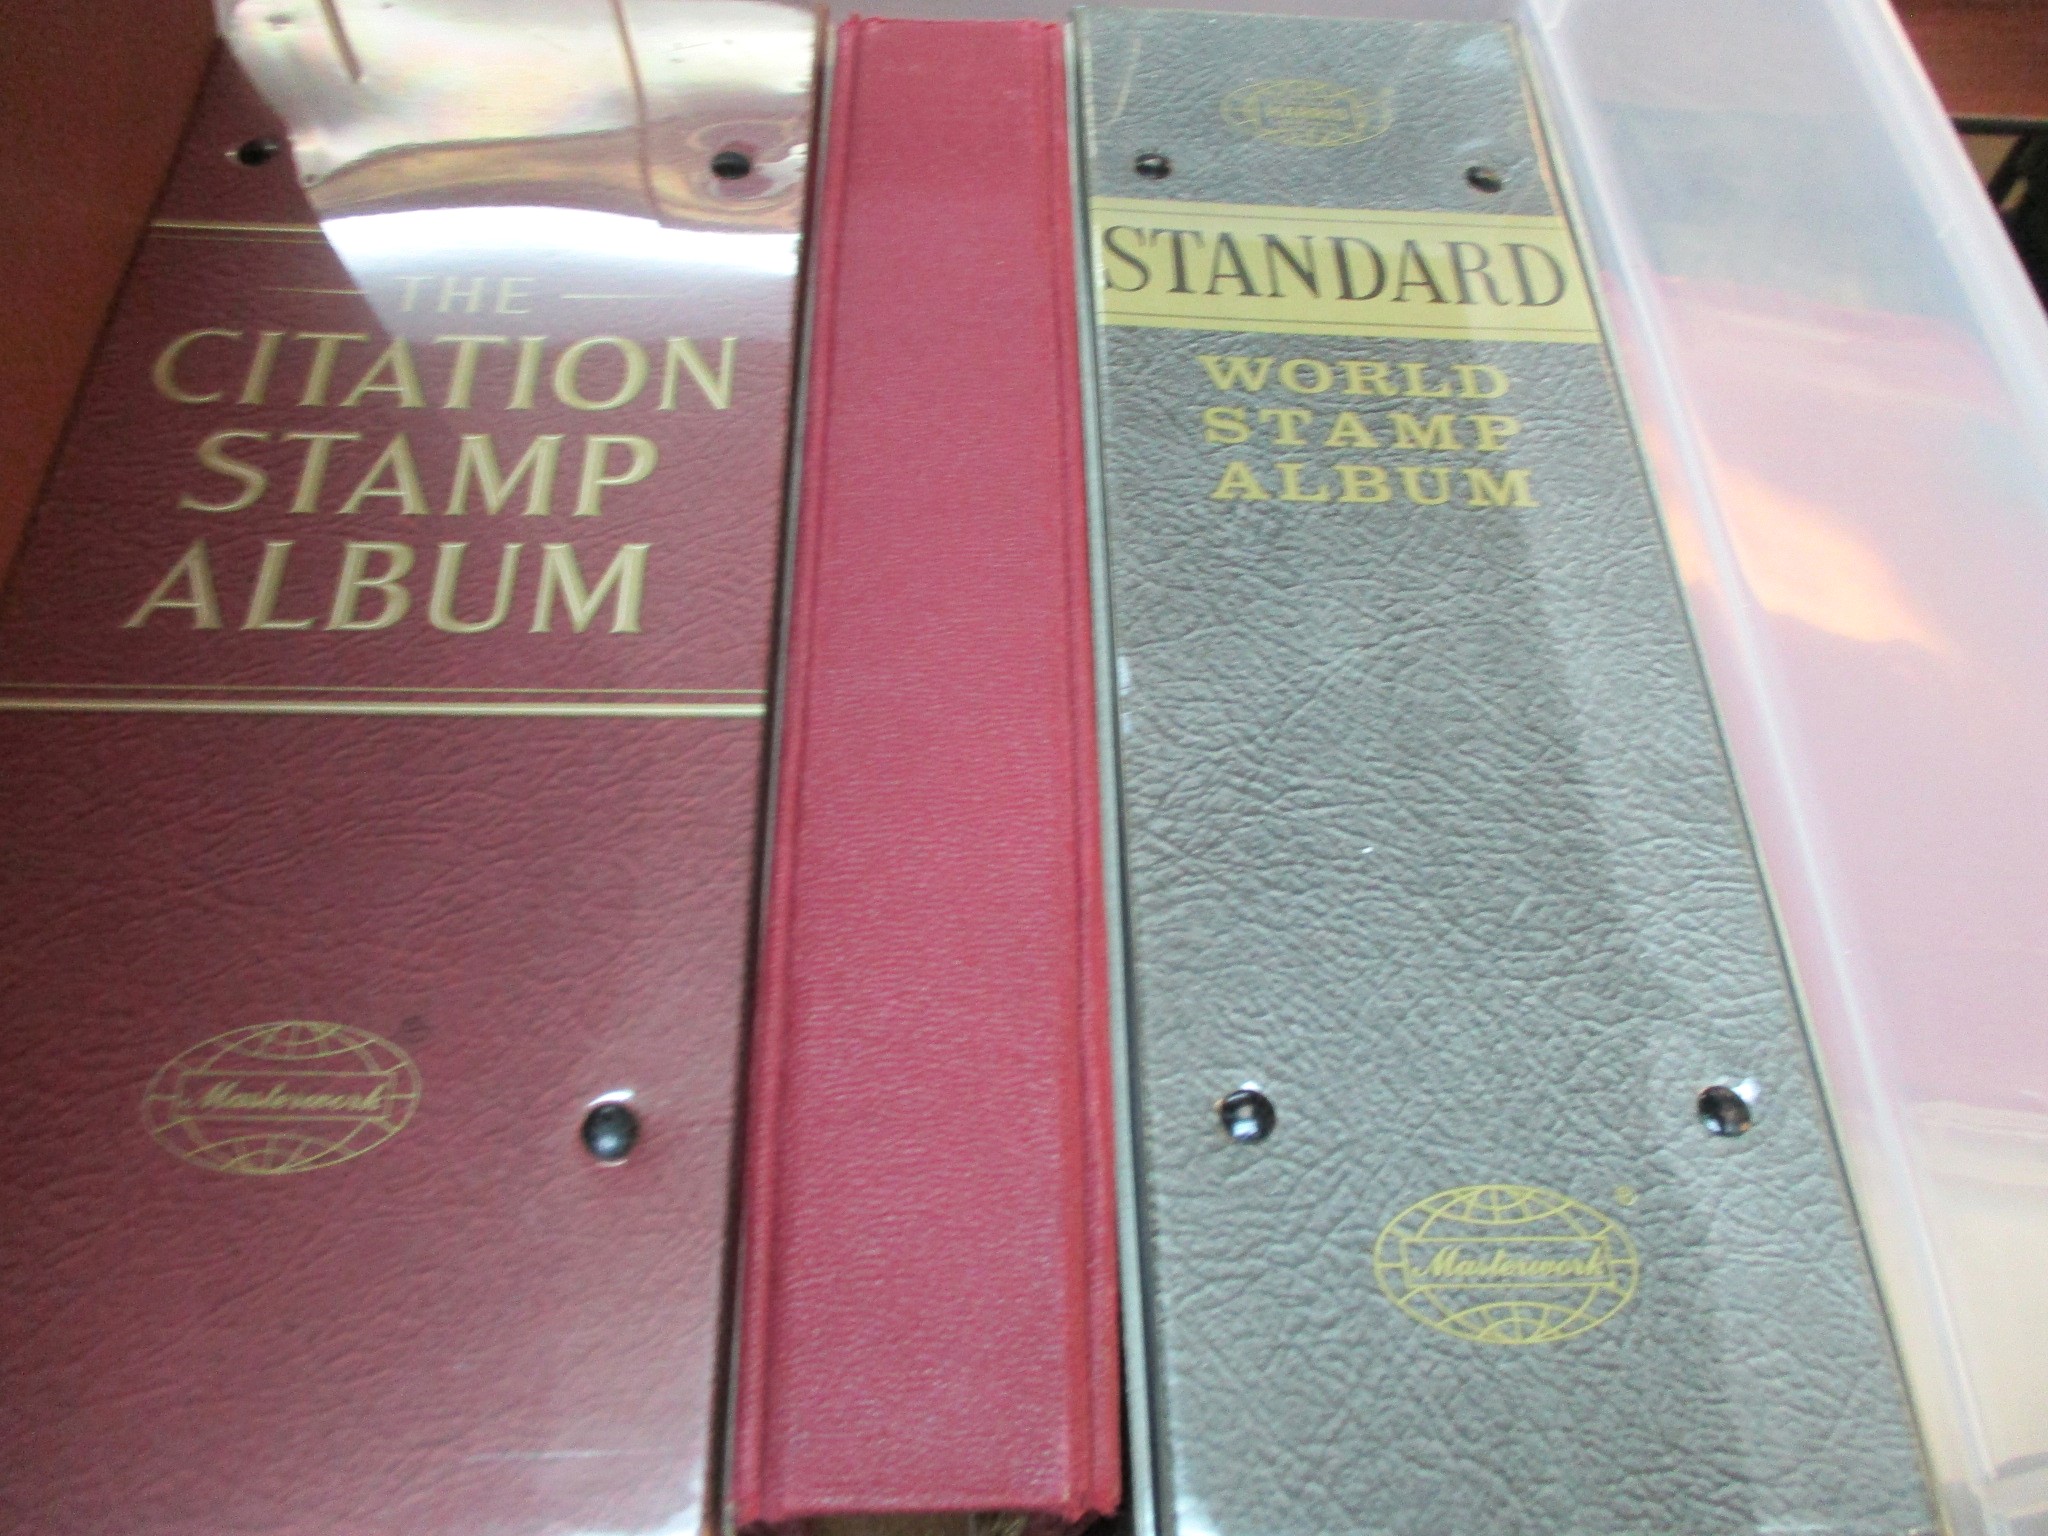 THE
CITATION
STAMP
ALBUM
Masterwork
STANDARD
WORLD
STAMP
ALBUM
®
Masterwork